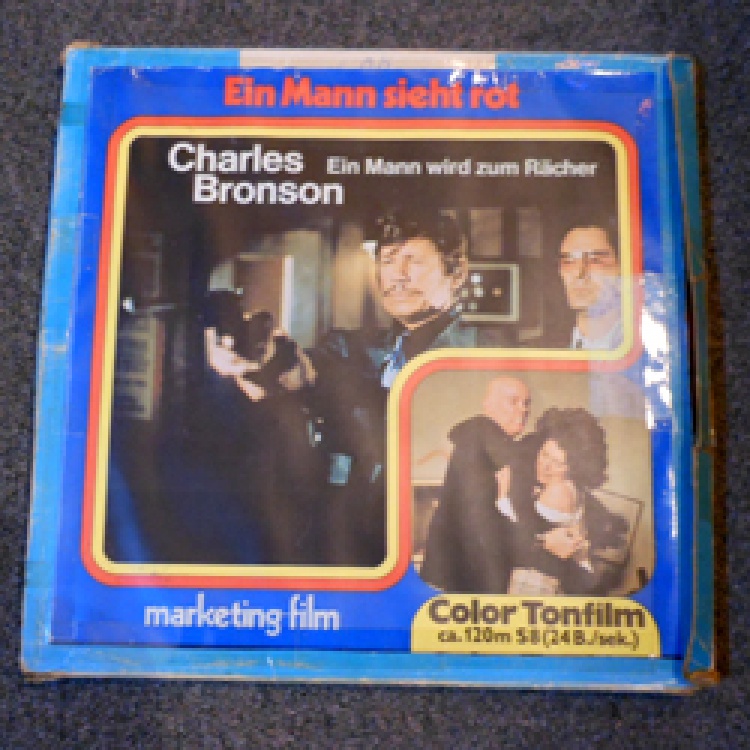 Ein Mann sieht rot
Charles
Bronson
Ein Mann wird zum Rächer
marketing film
Color Tonfilm
ca.120m S8(24B./sek.)